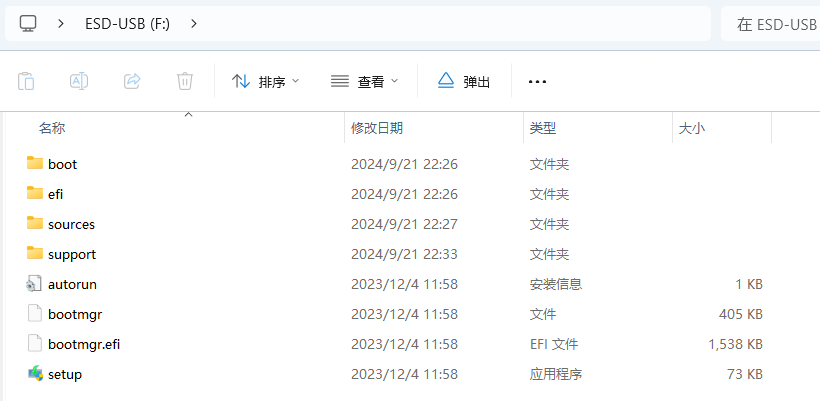 ESD-USB (F:)
在 ESD-USB
排序 查看 弹出
名称 修改日期 类型 大小
boot 2024/9/21 22:26 文件夹
efi 2024/9/21 22:26 文件夹
sources 2024/9/21 22:27 文件夹
support 2024/9/21 22:33 文件夹
autorun 2023/12/4 11:58 安装信息 1 KB
bootmgr 2023/12/4 11:58 文件 405 KB
bootmgr.efi 2023/12/4 11:58 EFI 文件 1,538 KB
setup 2023/12/4 11:58 应用程序 73 KB